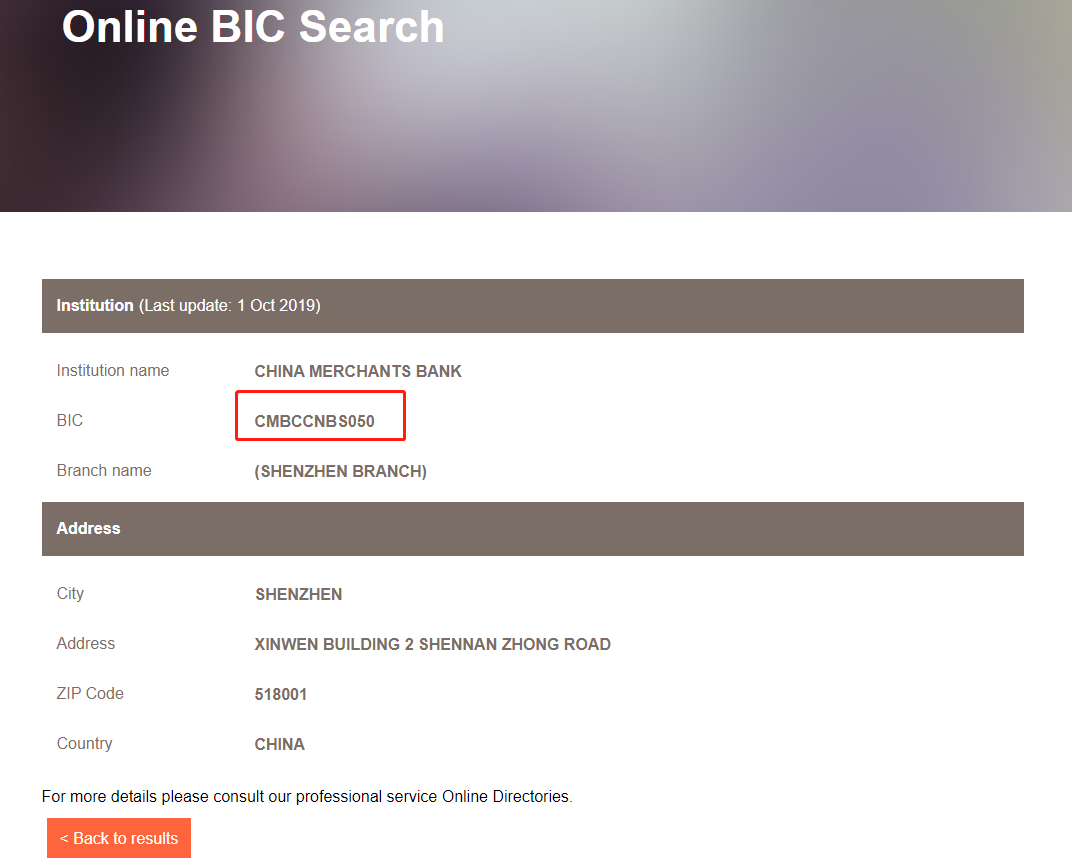 Online BIC Search
Institution (Last update: 1 Oct 2019)
Institution name CHINA MERCHANTS BANK
BIC CMBCCNBS050
Branch name (SHENZHEN BRANCH)
Address
City SHENZHEN
Address XINWEN BUILDING 2 SHENNAN ZHONG ROAD
ZIP Code 518001
Country CHINA
For more details please consult our professional service Online Directories.
< Back to results